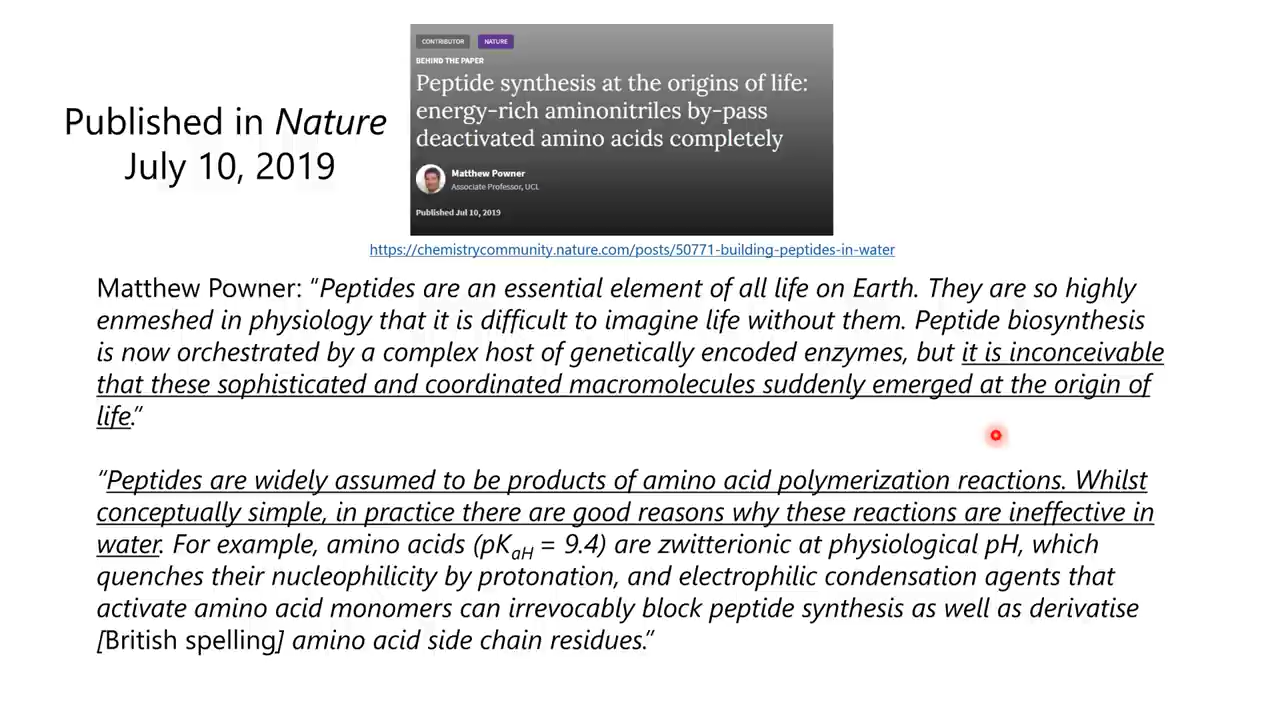 Published in Nature
July 10, 2019
CONTRIBUTOR NATURE
BEHIND THE PAPER
Peptide synthesis at the origins of life:
energy-rich aminonitriles by-pass
deactivated amino acids completely
Matthew Powner
Associate Professor, UCL
Published Jul 10, 2019
https://chemistrycommunity.nature.com/posts/50771-building-peptides-in-water
Matthew Powner: “Peptides are an essential element of all life on Earth. They are so highly
enmeshed in physiology that it is difficult to imagine life without them. Peptide biosynthesis
is now orchestrated by a complex host of genetically encoded enzymes, but it is inconceivable
that these sophisticated and coordinated macromolecules suddenly emerged at the origin of
life.”
“Peptides are widely assumed to be products of amino acid polymerization reactions. Whilst
conceptually simple, in practice there are good reasons why these reactions are ineffective in
water. For example, amino acids (pKaH = 9.4) are zwitterionic at physiological pH, which
quenches their nucleophilicity by protonation, and electrophilic condensation agents that
activate amino acid monomers can irrevocably block peptide synthesis as well as derivatise
[British spelling] amino acid side chain residues.”